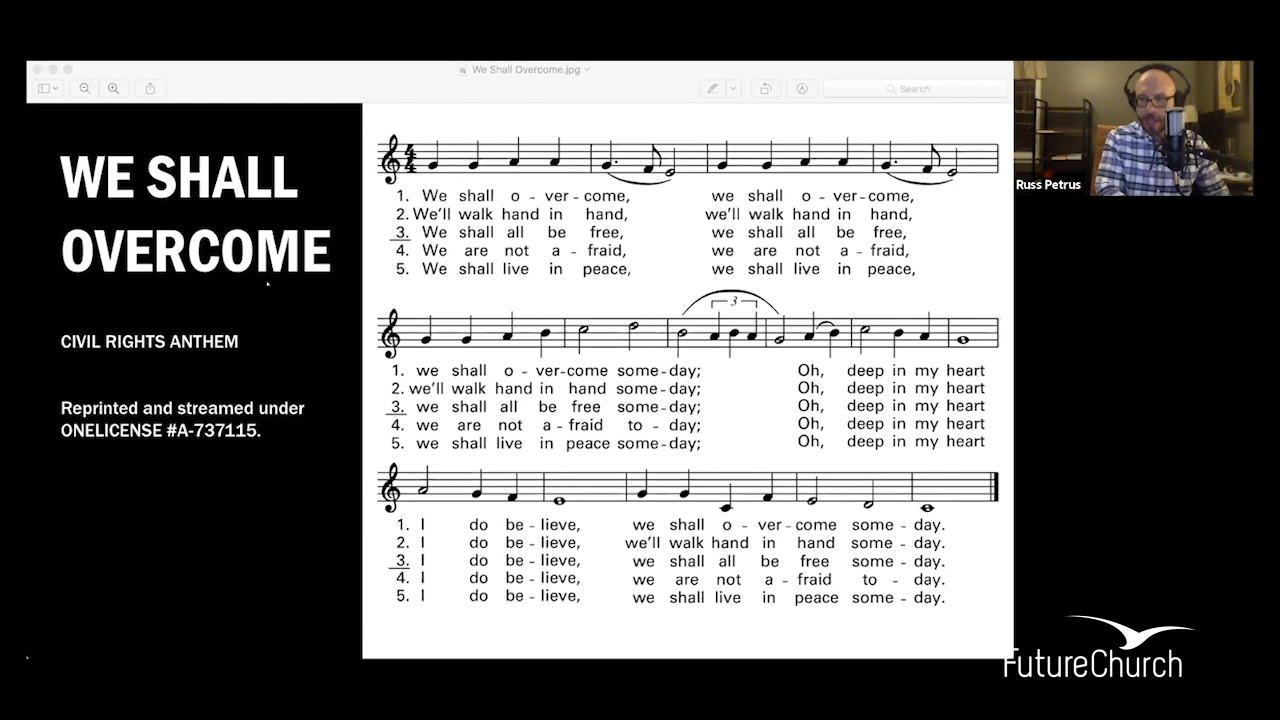 We Shall Overcome.jpg
Search
WE SHALL
OVERCOME
CIVIL RIGHTS ANTHEM
Reprinted and streamed under
ONELICENSE #A-737115.
4
4
1. We shall o - ver - come, we shall o - ver - come,
2. We'll walk hand in hand, we'll walk hand in hand,
3. We shall all be free, we shall all be free,
4. We are not a - fraid, we are not a - fraid,
5. We shall live in peace, we shall live in peace,
3
1. we shall o - ver - come some - day; Oh, deep in my heart
2. we'll walk hand in hand some - day; Oh, deep in my heart
3. we shall all be free some - day; Oh, deep in my heart
4. we are not a - fraid to - day; Oh, deep in my heart
5. we shall live in peace some - day; Oh, deep in my heart
1. I do be - lieve, we shall o - ver - come some - day.
2. I do be - lieve, we'll walk hand in hand some - day.
3. I do be - lieve, we shall all be free some - day.
4. I do be - lieve, we are not a - fraid to - day.
5. I do be - lieve, we shall live in peace some - day.
Russ Petrus
FutureChurch